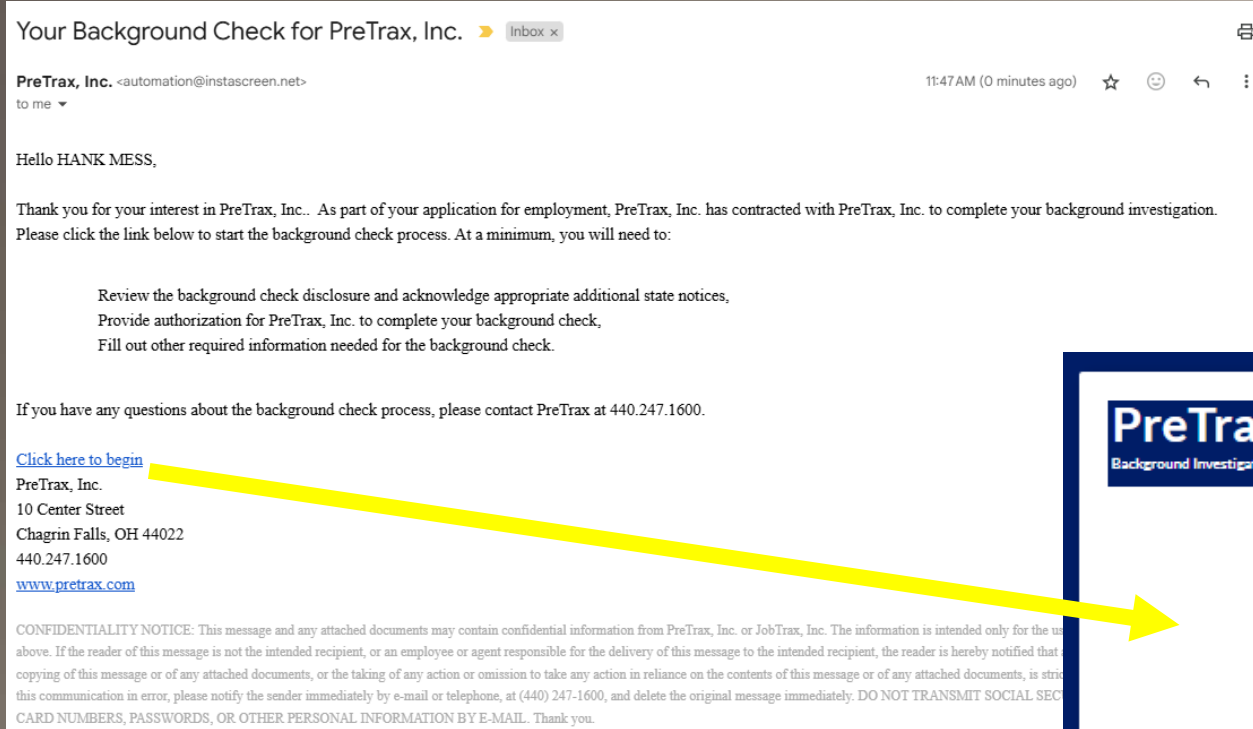 Your Background Check for PreTrax, Inc. Inbox x
PreTrax, Inc. <automation@instascreen.net> 11:47 AM (0 minutes ago)
to me
Hello HANK MESS,
Thank you for your interest in PreTrax, Inc.. As part of your application for employment, PreTrax, Inc. has contracted with PreTrax, Inc. to complete your background investigation.
Please click the link below to start the background check process. At a minimum, you will need to:
Review the background check disclosure and acknowledge appropriate additional state notices,
Provide authorization for PreTrax, Inc. to complete your background check,
Fill out other required information needed for the background check.
If you have any questions about the background check process, please contact PreTrax at 440.247.1600.
Click here to begin
PreTrax, Inc.
10 Center Street
Chagrin Falls, OH 44022
440.247.1600
www.pretrax.com
CONFIDENTIALITY NOTICE: This message and any attached documents may contain confidential information from PreTrax, Inc. or JobTrax, Inc. The information is intended only for the
above. If the reader of this message is not the intended recipient, or an employee or agent responsible for the delivery of this message to the intended recipient, the reader is hereby notified that
copying of this message or of any attached documents, or the taking of any action or omission to take any action in reliance on the contents of this message or of any attached documents, is
this communication in error, please notify the sender immediately by e-mail or telephone, at (440) 247-1600, and delete the original message immediately. DO NOT TRANSMIT SOCIAL
CARD NUMBERS, PASSWORDS, OR OTHER PERSONAL INFORMATION BY E-MAIL. Thank you.
PreTra
Background Investigat